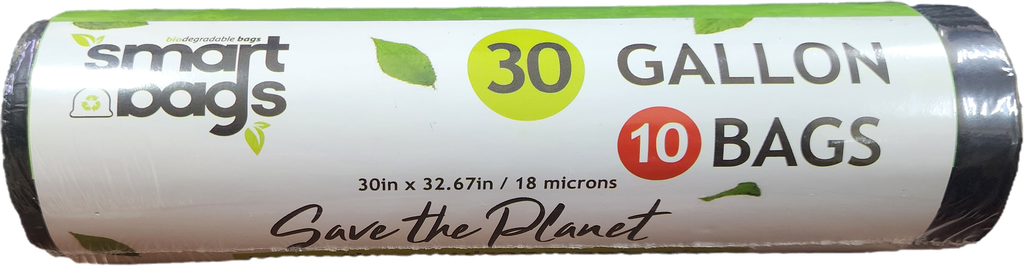 biodegradable bags
smart
bags
30 GALLON
10 BAGS
30in x 32.67in / 18 microns
Save the Planet